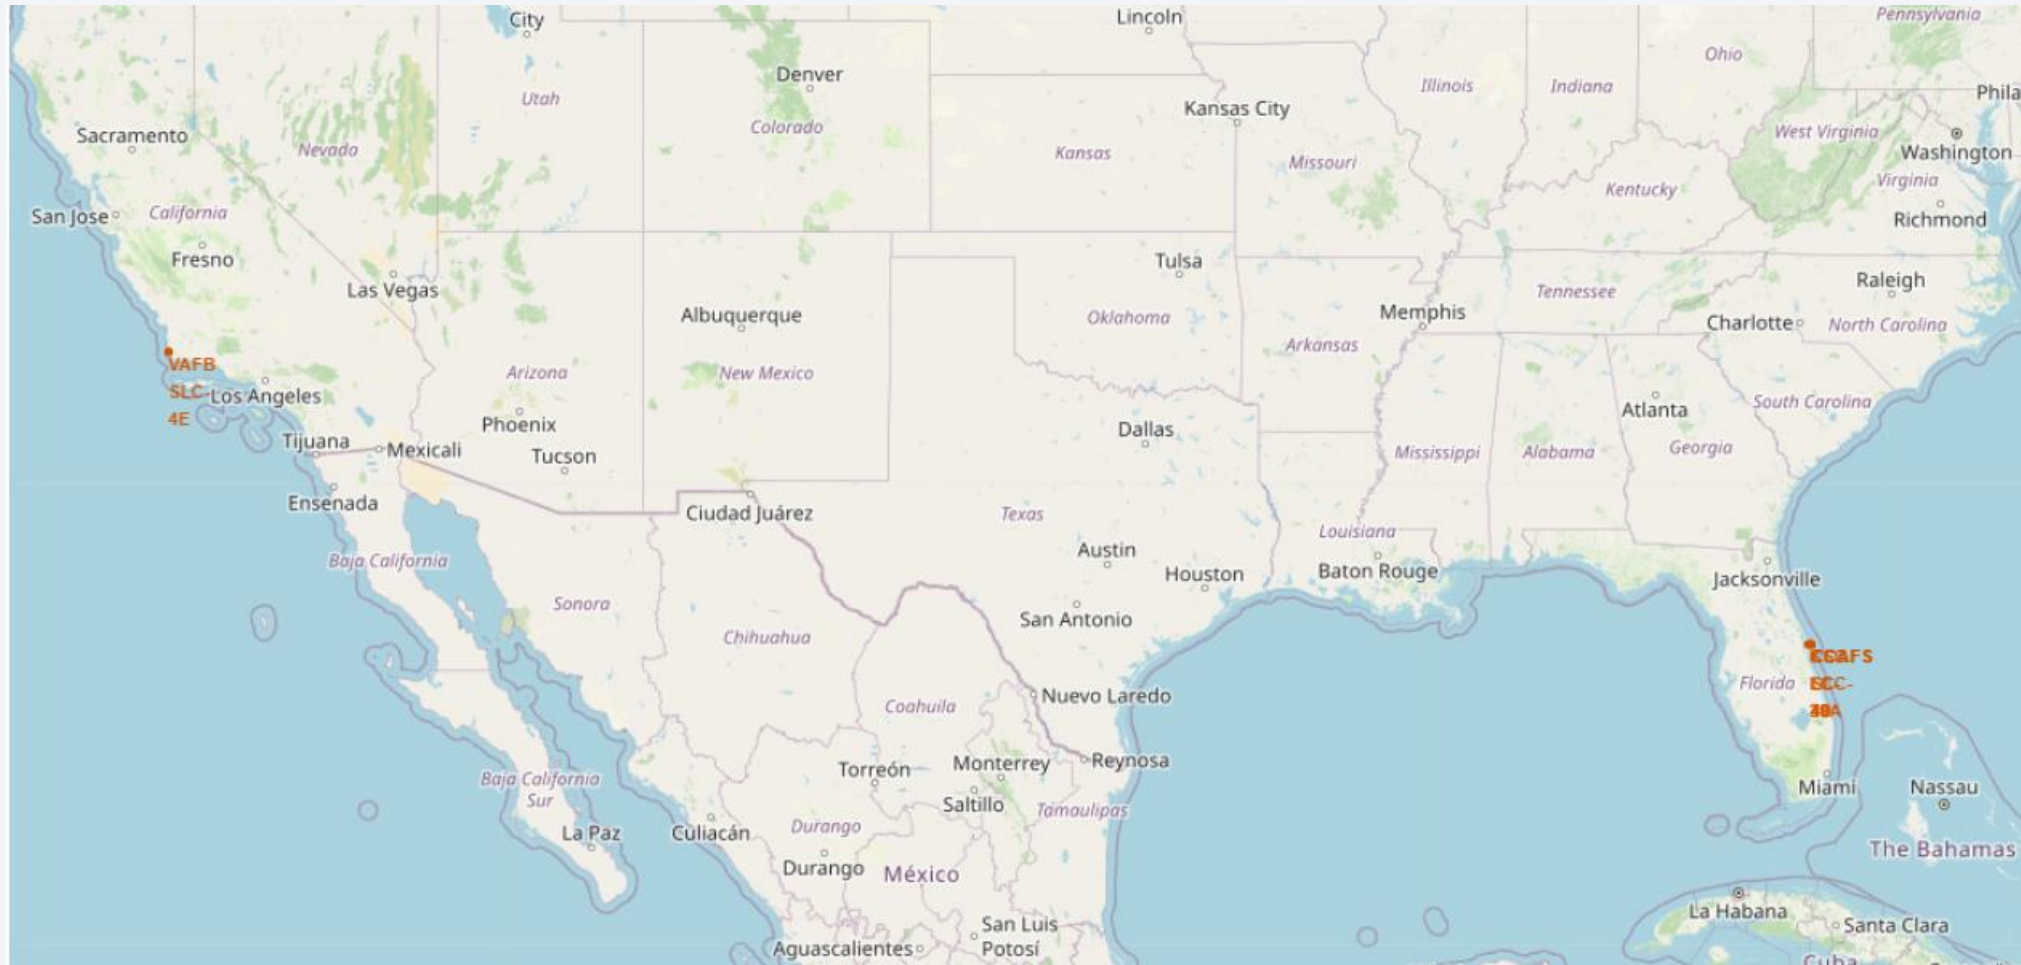 City
Lincoln
Pennsylvania
Ohio
Denver
Utah
Illinois
Indiana
Phila
Kansas City
Colorado
Sacramento
Nevada
Kansas
Missouri
West Virginia
Washington
Kentucky
Virginia
San Jose
California
Richmond
Fresno
Tulsa
Las Vegas
Raleigh
Tennessee
Albuquerque
Oklahoma
Memphis
Charlotte
North Carolina
Arkansas
VAFB
SLC-
4E
Los Angeles
Arizona
New Mexico
Atlanta
South Carolina
Phoenix
Dallas
Tijuana
Mexicali
Tucson
Mississippi
Alabama
Georgia
Ensenada
Ciudad Juárez
Texas
Louisiana
Austin
Baja California
Houston
Baton Rouge
Jacksonville
Sonora
San Antonio
Chihuahua
Florida
Nuevo Laredo
Coahuila
Torreón
Monterrey
Reynosa
Baja California
Sur
Saltillo
Tamaulipas
Miami
Nassau
La Paz
Culiacán
Durango
The Bahamas
Durango
México
La Habana
Santa Clara
San Luis
Potosí
Aguascalientes
Cuba